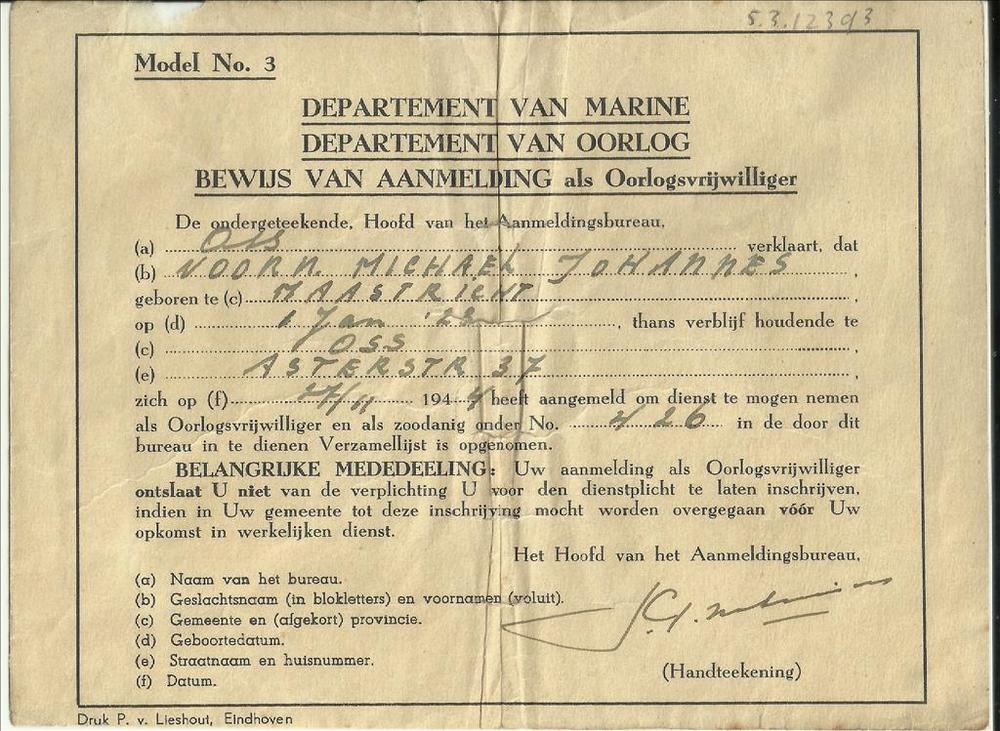 5.3.12393
Model No. 3
DEPARTEMENT VAN MARINE
DEPARTEMENT VAN OORLOG
BEWIJS VAN AANMELDING als Oorlogsvrijwilliger
De ondergeteekende, Hoofd van het Aanmeldingsbureau,
(a) Oss verklaart, dat
(b) VOORN. MICHAEL JOHANNES,
geboren te (c) MAASTRICHT,
op (d) 1 Jan '23, thans verblijf houdende te
(c) OSS,
(e) ASTERSTR 37,
zich op (f) 27/11 1944 heeft aangemeld om dienst te mogen nemen
als Oorlogsvrijwilliger en als zoodanig onder No. 426 in de door dit
bureau in te dienen Verzamellijst is opgenomen.
BELANGRIJKE MEDEDEELING: Uw aanmelding als Oorlogsvrijwilliger
ontslaat U niet van de verplichting U voor den dienstplicht te laten inschrijven,
indien in Uw gemeente tot deze inschrijving mocht worden overgegaan vóór Uw
opkomst in werkelijken dienst.
Het Hoofd van het Aanmeldingsbureau,
(a) Naam van het bureau.
(b) Geslachtsnaam (in blokletters) en voornamen (voluit).
(c) Gemeente en (afgekort) provincie.
(d) Geboortedatum.
(e) Straatnaam en huisnummer.
(f) Datum.
(Handteekening)
Druk P. v. Lieshout, Eindhoven